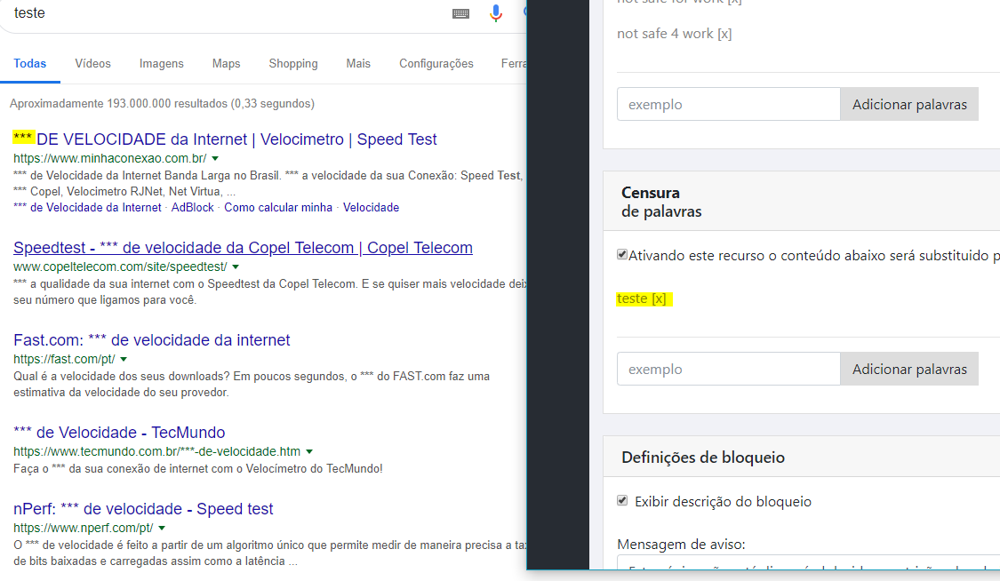 teste
Todas Vídeos Imagens Maps Shopping Mais Configurações Ferra
Aproximadamente 193.000.000 resultados (0,33 segundos)
*** DE VELOCIDADE da Internet | Velocimetro | Speed Test
https://www.minhaconexao.com.br/
*** de Velocidade da Internet Banda Larga no Brasil. *** a velocidade da sua Conexão: Speed Test,
*** Copel, Velocimetro RJNet, Net Virtua, ...
*** de Velocidade da Internet · AdBlock · Como calcular minha · Velocidade
Speedtest - *** de velocidade da Copel Telecom | Copel Telecom
www.copeltelecom.com/site/speedtest/
*** a qualidade da sua internet com o Speedtest da Copel Telecom. E se quiser mais velocidade deix
seu número que ligamos para você.
Fast.com: *** de velocidade da internet
https://fast.com/pt/
Qual é a velocidade dos seus downloads? Em poucos segundos, o *** do FAST.com faz uma
estimativa da velocidade do seu provedor.
*** de Velocidade - TecMundo
https://www.tecmundo.com.br/***-de-velocidade.htm
Faça o *** da sua conexão de internet com o Velocímetro do TecMundo!
nPerf: *** de velocidade - Speed test
https://www.nperf.com/pt/
O *** de velocidade é feito a partir de um algoritmo único que permite medir de maneira precisa a tax
de bits baixadas e carregadas assim como a latência ...
not safe for work [x]
not safe 4 work [x]
exemplo Adicionar palavras
Censura
de palavras
Ativando este recurso o conteúdo abaixo será substituido p
teste [x]
exemplo Adicionar palavras
Definições de bloqueio
Exibir descrição do bloqueio
Mensagem de aviso: